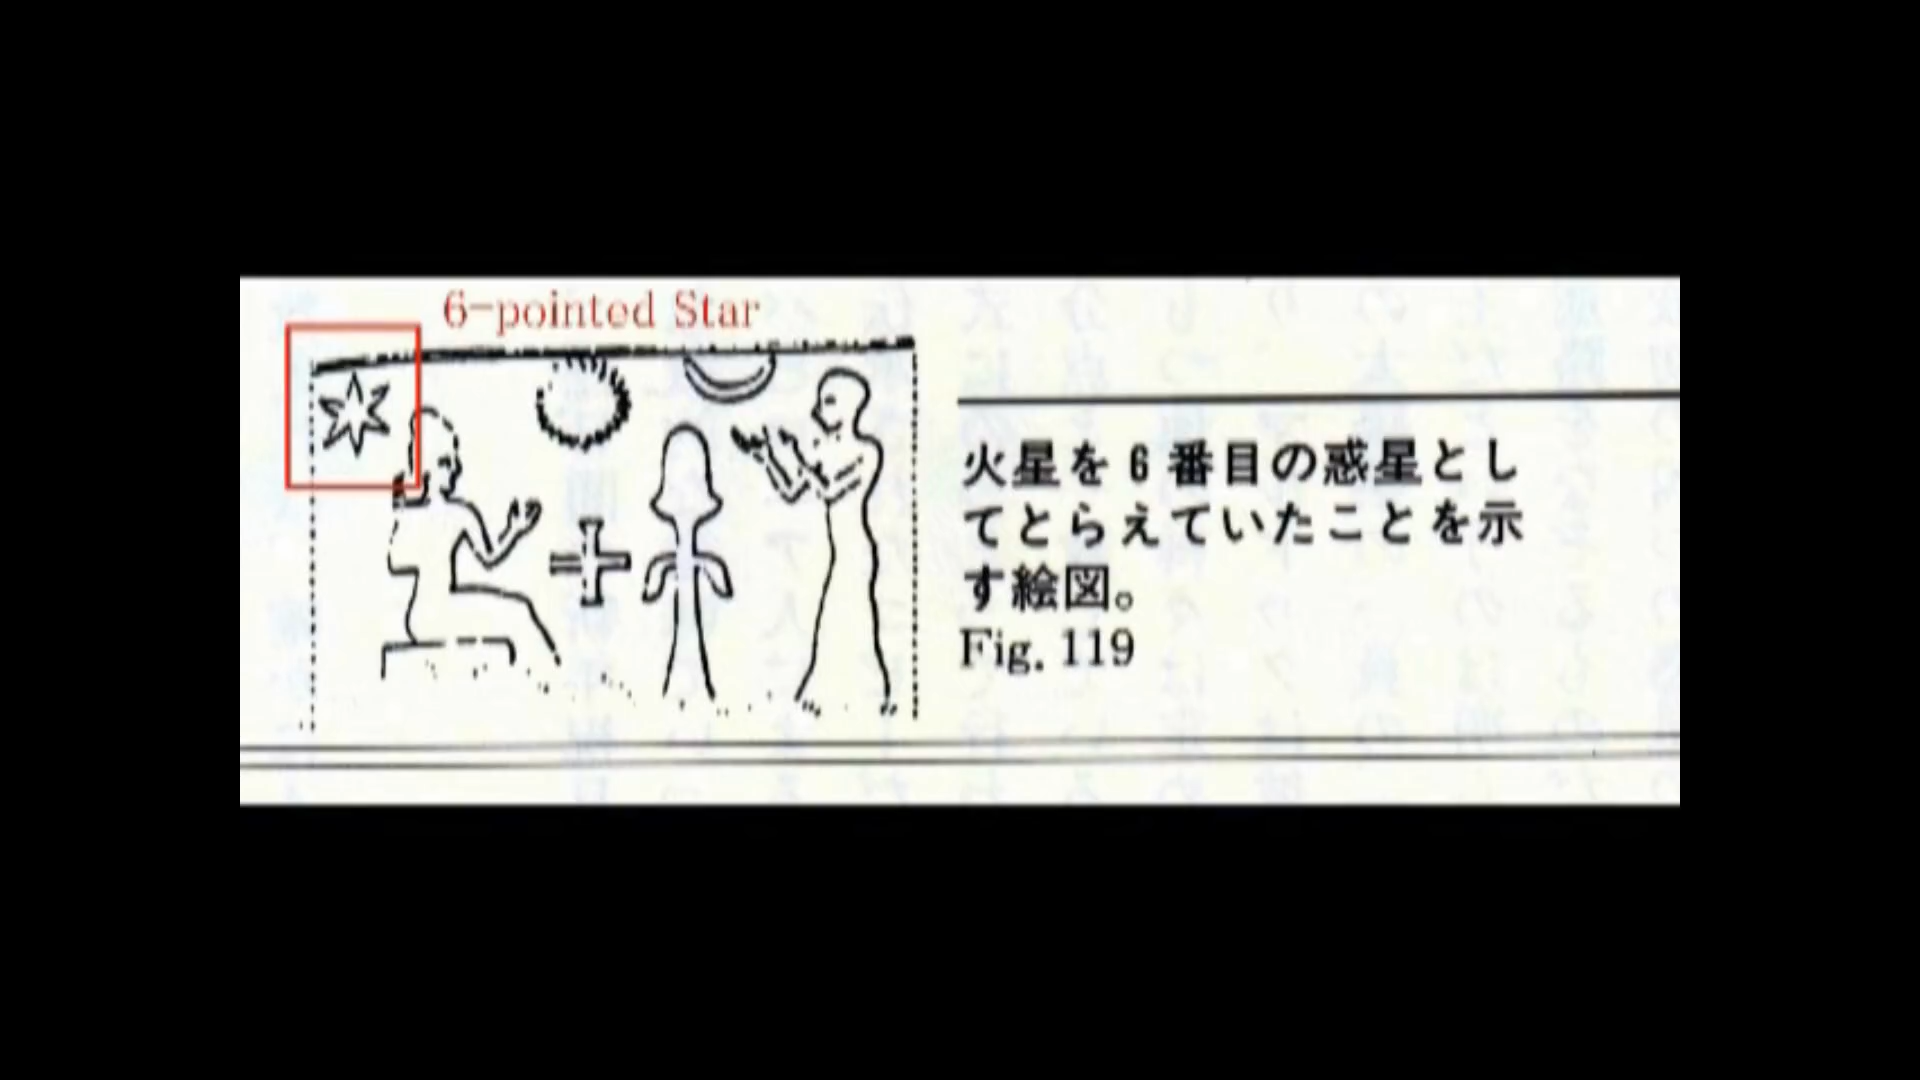 6-pointed Star
火星を6番目の惑星とし
てとらえていたことを示
す絵図。
Fig. 119